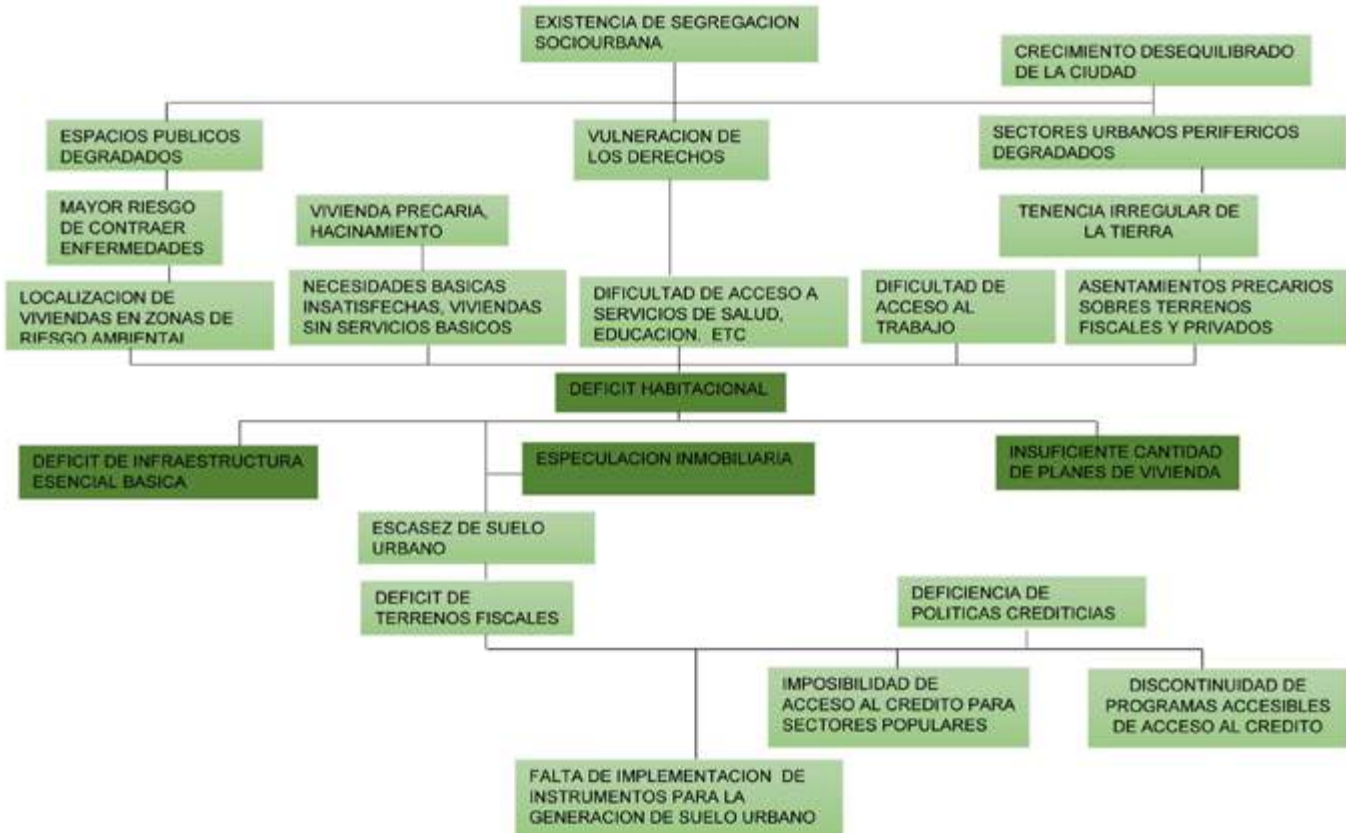 EXISTENCIA DE SEGREGACION
SOCIOURBANA
CRECIMIENTO DESEQUILIBRADO
DE LA CIUDAD
ESPACIOS PUBLICOS
DEGRADADOS
VULNERACION DE
LOS DERECHOS
SECTORES URBANOS PERIFERICOS
DEGRADADOS
MAYOR RIESGO
DE CONTRAER
ENFERMEDADES
VIVIENDA PRECARIA,
HACINAMIENTO
TENENCIA IRREGULAR DE
LA TIERRA
LOCALIZACION DE
VIVIENDAS EN ZONAS DE
RIESGO AMBIENTAL
NECESIDADES BASICAS
INSATISFECHAS, VIVIENDAS
SIN SERVICIOS BASICOS
DIFICULTAD DE ACCESO A
SERVICIOS DE SALUD,
EDUCACION, ETC
DIFICULTAD DE
ACCESO AL
TRABAJO
ASENTAMIENTOS PRECARIOS
SOBRES TERRENOS
FISCALES Y PRIVADOS
DEFICIT HABITACIONAL
DEFICIT DE INFRAESTRUCTURA
ESENCIAL BASICA
ESPECULACION INMOBILIARIA
INSUFICIENTE CANTIDAD
DE PLANES DE VIVIENDA
ESCASEZ DE SUELO
URBANO
DEFICIT DE
TERRENOS FISCALES
DEFICIENCIA DE
POLITICAS CREDITICIAS
IMPOSIBILIDAD DE
ACCESO AL CREDITO PARA
SECTORES POPULARES
DISCONTINUIDAD DE
PROGRAMAS ACCESIBLES
DE ACCESO AL CREDITO
FALTA DE IMPLEMENTACION DE
INSTRUMENTOS PARA LA
GENERACION DE SUELO URBANO